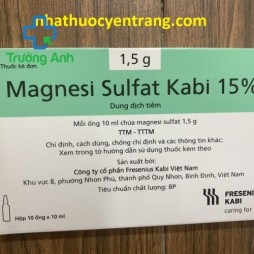 nhathuocyentrang.com
Trường Anh
Thuốc kê đơn
1,5 g
Magnesi Sulfat Kabi 15%
Dung dịch tiêm
Mỗi ống 10 ml chứa magnesi sulfat 1,5 g
TTM - TTTM
Chỉ định, cách dùng, chống chỉ định và các thông tin khác:
Xem trong tờ hướng dẫn sử dụng thuốc kèm theo
Sản xuất bởi:
Công ty cổ phần Fresenius Kabi Việt Nam
Khu vực 8, phường Nhơn Phú, thành phố Quy Nhơn, Bình Định, Việt Nam
Tiêu chuẩn chất lượng: BP
Hộp 10 ống x 10 ml
FRESENIUS
KABI
caring for